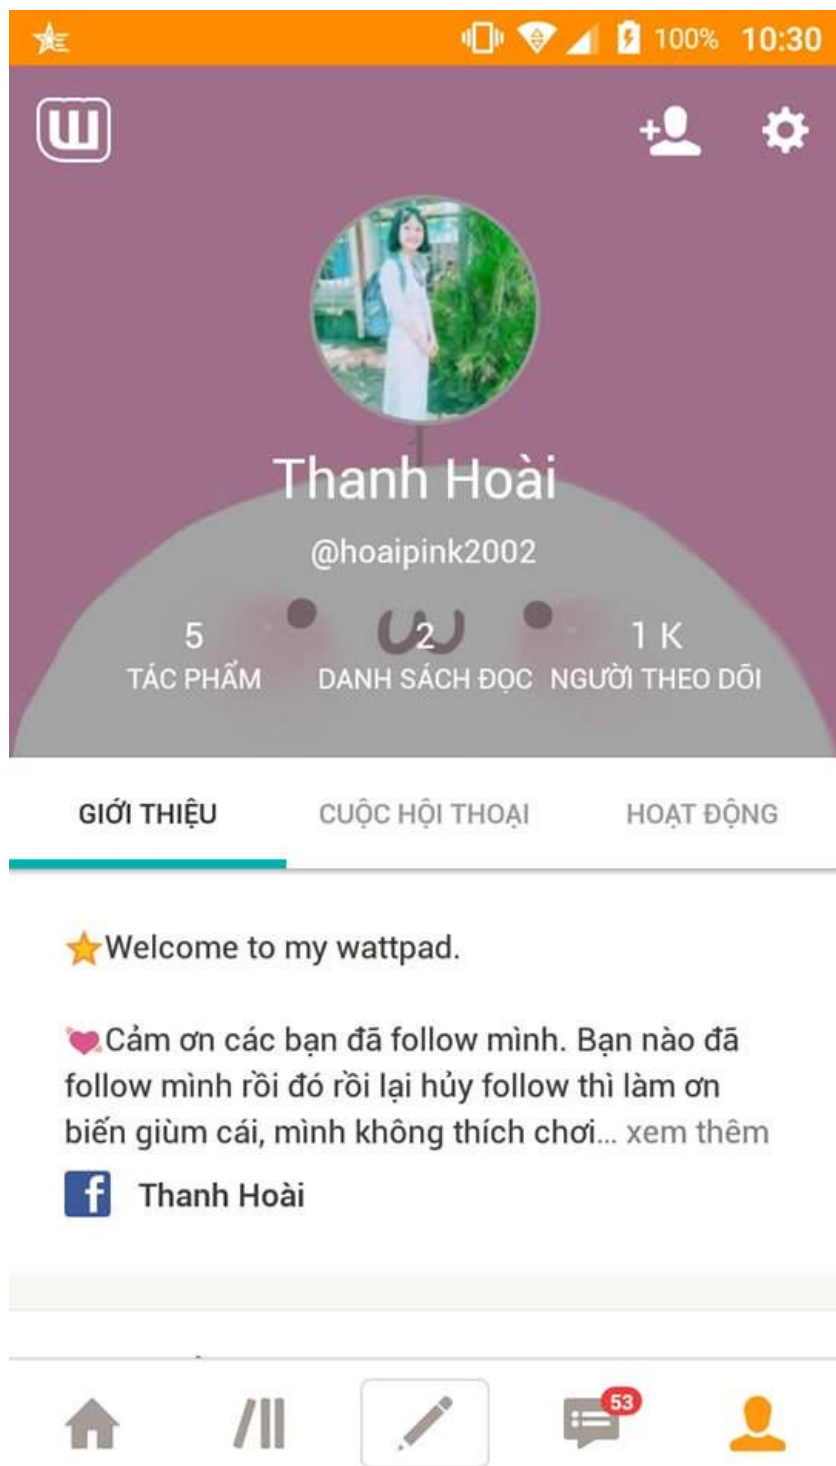 100% 10:30
Thanh Hoài
@hoaipink2002
5 2 1 K
TÁC PHẨM DANH SÁCH ĐỌC NGƯỜI THEO DÕI
GIỚI THIỆU CUỘC HỘI THOẠI HOẠT ĐỘNG
⭐Welcome to my wattpad.
💘Cảm ơn các bạn đã follow mình. Bạn nào đã
follow mình rồi đó rồi lại hủy follow thì làm ơn
biến giùm cái, mình không thích chơi... xem thêm
f Thanh Hoài
53